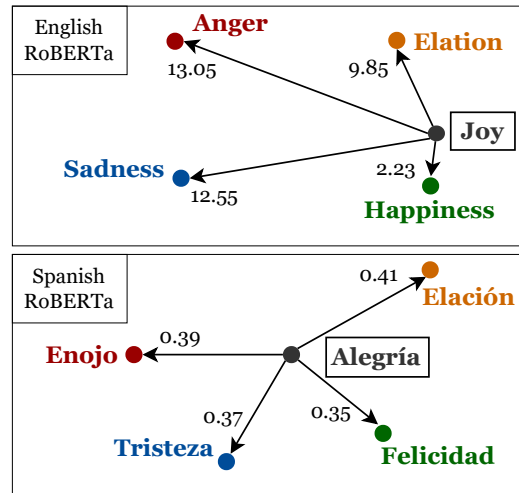 English
RoBERTa
Anger
Elation
13.05
9.85
Joy
Sadness
2.23
12.55
Happiness
Spanish
RoBERTa
0.41
Elación
0.39
Enojo
Alegría
0.37
0.35
Tristeza
Felicidad